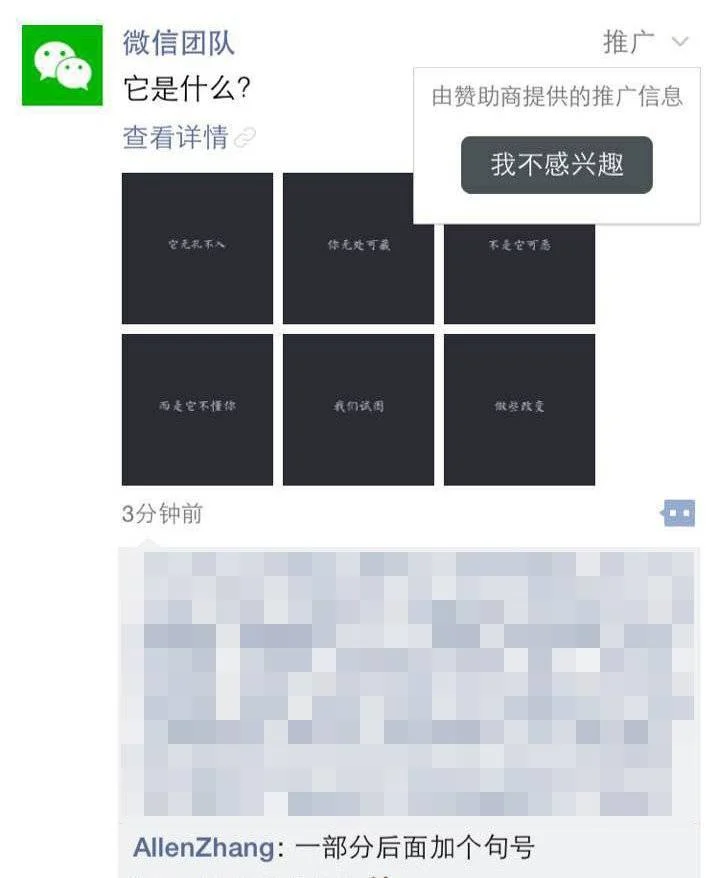 微信团队
推广
它是什么?
由赞助商提供的推广信息
查看详情
我不感兴趣
它无孔不入
你无处可藏
不是它可恶
而是它不懂你
我们试图
做些改变
3分钟前
AllenZhang: 一部分后面加个句号